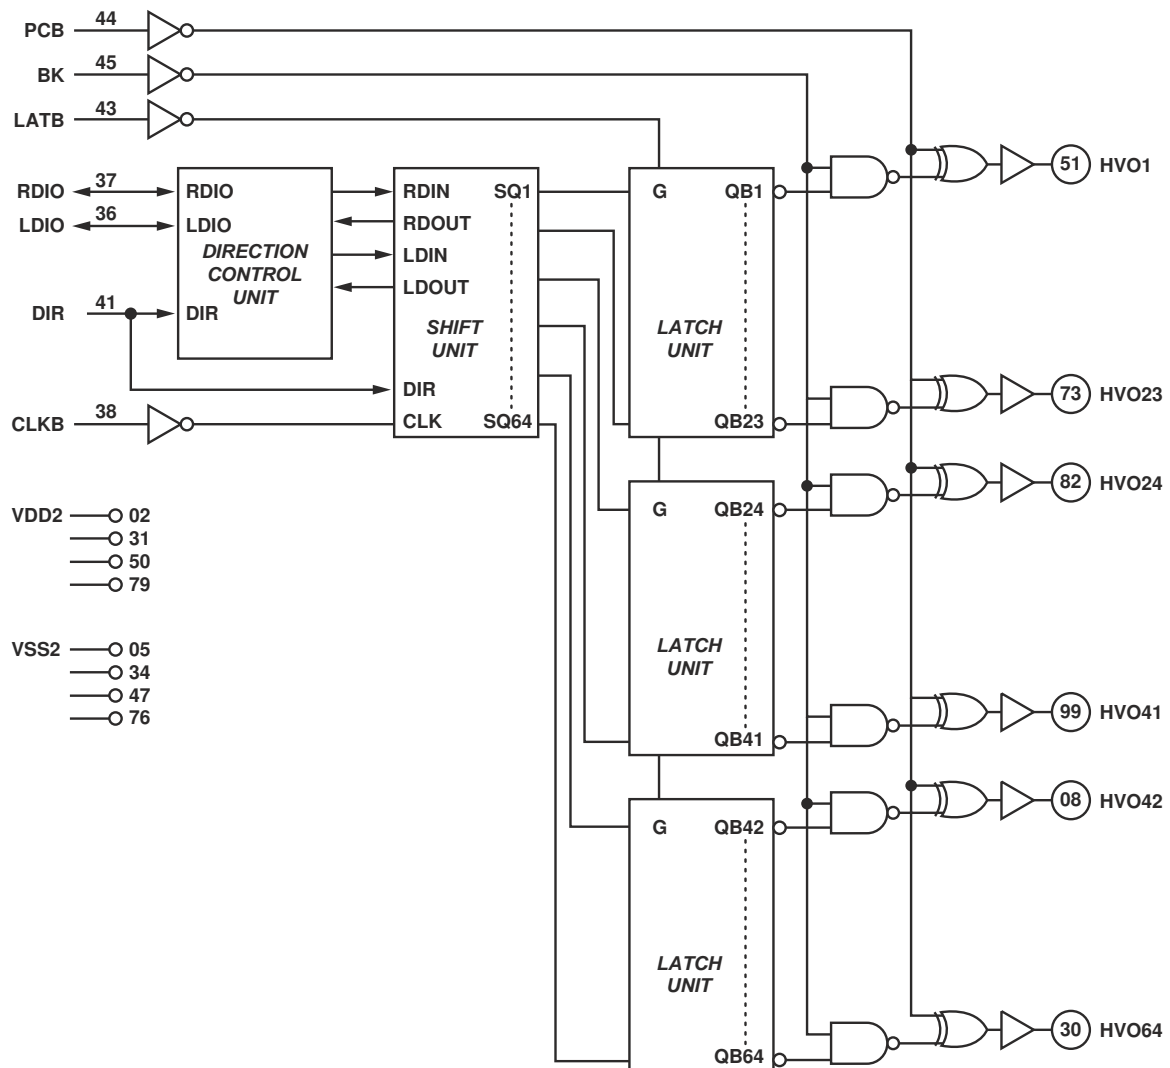 PCB 44
BK 45
LATB 43
51 HVO1
RDIO 37 RDIO RDIN SQ1 G QB1
LDIO 36 LDIO RDOUT
DIRECTION
CONTROL
UNIT
LDIN
LDOUT
DIR 41 DIR
SHIFT
UNIT
LATCH
UNIT
DIR
73 HVO23
CLKB 38 CLK SQ64 QB23
82 HVO24
G QB24
VDD2 02
31
50
79
VSS2 05
34
47
76
LATCH
UNIT
99 HVO41
QB41
08 HVO42
G QB42
LATCH
UNIT
30 HVO64
QB64